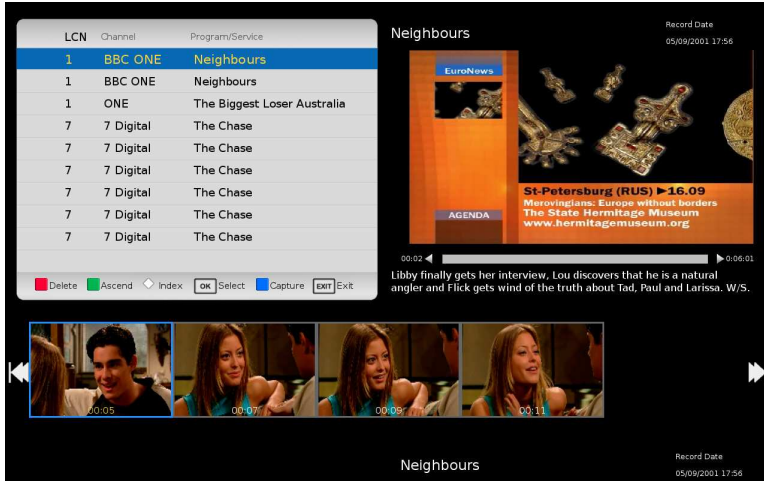 LCN Channel Program/Service
1 BBC ONE Neighbours
1 BBC ONE Neighbours
1 ONE The Biggest Loser Australia
7 7 Digital The Chase
7 7 Digital The Chase
7 7 Digital The Chase
7 7 Digital The Chase
7 7 Digital The Chase
7 7 Digital The Chase
Delete Ascend Index OK Select Capture EXIT Exit
Neighbours
Record Date
05/09/2001 17:56
EuroNews
AGENDA
St-Petersburg (RUS) ►16.09
Merovingians: Europe without borders
The State Hermitage Museum
www.hermitagemuseum.org
00:02 0:06:01
Libby finally gets her interview, Lou discovers that he is a natural
angler and Flick gets wind of the truth about Tad, Paul and Larissa. W/S.
00:05 00:07 00:09 00:11
Neighbours
Record Date
05/09/2001 17:56